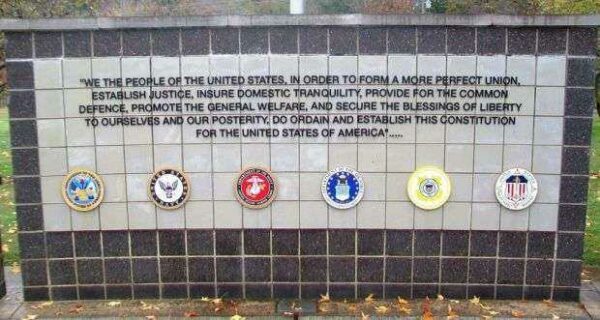 "WE THE PEOPLE OF THE UNITED STATES, IN ORDER TO FORM A MORE PERFECT UNION,
ESTABLISH JUSTICE, INSURE DOMESTIC TRANQUILITY, PROVIDE FOR THE COMMON
DEFENCE, PROMOTE THE GENERAL WELFARE, AND SECURE THE BLESSINGS OF LIBERTY
TO OURSELVES AND OUR POSTERITY, DO ORDAIN AND ESTABLISH THIS CONSTITUTION
FOR THE UNITED STATES OF AMERICA".....